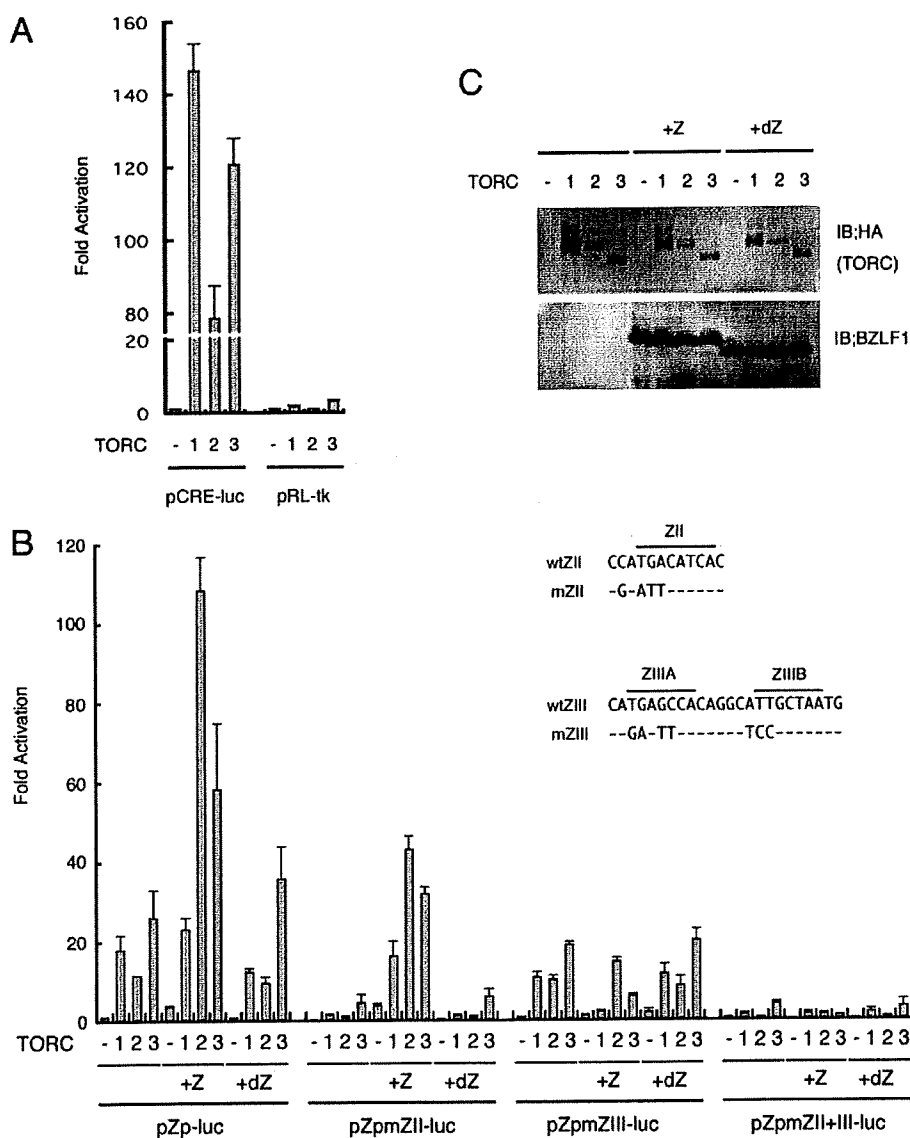 A
160
140
120
100
80
20
0
Fold Activation
TORC - 1 2 3 - 1 2 3
pCRE-luc pRL-tk
C
+Z +dZ
TORC - 1 2 3 - 1 2 3 - 1 2 3
IB;HA
(TORC)
IB;BZLF1
B
120
100
80
60
40
20
0
Fold Activation
ZII
wtZII CCATGACATCAC
mZII -G-ATT------
ZIIIA ZIIIB
wtZIII CATGAGCCACAGGCATTGCTAATG
mZIII --GA-TT-------TCC-------
TORC - 1 2 3 - 1 2 3 - 1 2 3 - 1 2 3 - 1 2 3 - 1 2 3 - 1 2 3 - 1 2 3 - 1 2 3 - 1 2 3 - 1 2 3 - 1 2 3
+Z +dZ +Z +dZ +Z +dZ +Z +dZ
pZp-luc pZpmZII-luc pZpmZIII-luc pZpmZII+III-luc